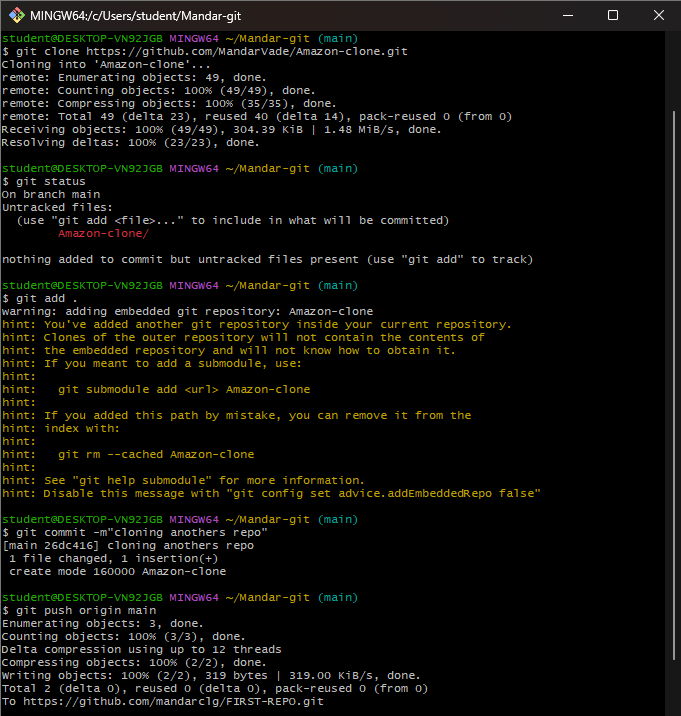 MINGW64:/c/Users/student/Mandar-git
student@DESKTOP-VN92JGB MINGW64 ~/Mandar-git (main)
$ git clone https://github.com/MandarVade/Amazon-clone.git
Cloning into 'Amazon-clone'...
remote: Enumerating objects: 49, done.
remote: Counting objects: 100% (49/49), done.
remote: Compressing objects: 100% (35/35), done.
remote: Total 49 (delta 23), reused 40 (delta 14), pack-reused 0 (from 0)
Receiving objects: 100% (49/49), 304.39 KiB | 1.48 MiB/s, done.
Resolving deltas: 100% (23/23), done.
student@DESKTOP-VN92JGB MINGW64 ~/Mandar-git (main)
$ git status
On branch main
Untracked files:
  (use "git add <file>..." to include in what will be committed)
        Amazon-clone/
nothing added to commit but untracked files present (use "git add" to track)
student@DESKTOP-VN92JGB MINGW64 ~/Mandar-git (main)
$ git add .
warning: adding embedded git repository: Amazon-clone
hint: You've added another git repository inside your current repository.
hint: Clones of the outer repository will not contain the contents of
hint: the embedded repository and will not know how to obtain it.
hint: If you meant to add a submodule, use:
hint:
hint:   git submodule add <url> Amazon-clone
hint:
hint: If you added this path by mistake, you can remove it from the
hint: index with:
hint:
hint:   git rm --cached Amazon-clone
hint:
hint: See "git help submodule" for more information.
hint: Disable this message with "git config set advice.addEmbeddedRepo false"
student@DESKTOP-VN92JGB MINGW64 ~/Mandar-git (main)
$ git commit -m"cloning anothers repo"
[main 26dc416] cloning anothers repo
 1 file changed, 1 insertion(+)
 create mode 160000 Amazon-clone
student@DESKTOP-VN92JGB MINGW64 ~/Mandar-git (main)
$ git push origin main
Enumerating objects: 3, done.
Counting objects: 100% (3/3), done.
Delta compression using up to 12 threads
Compressing objects: 100% (2/2), done.
Writing objects: 100% (2/2), 319 bytes | 319.00 KiB/s, done.
Total 2 (delta 0), reused 0 (delta 0), pack-reused 0 (from 0)
To https://github.com/mandarclg/FIRST-REPO.git